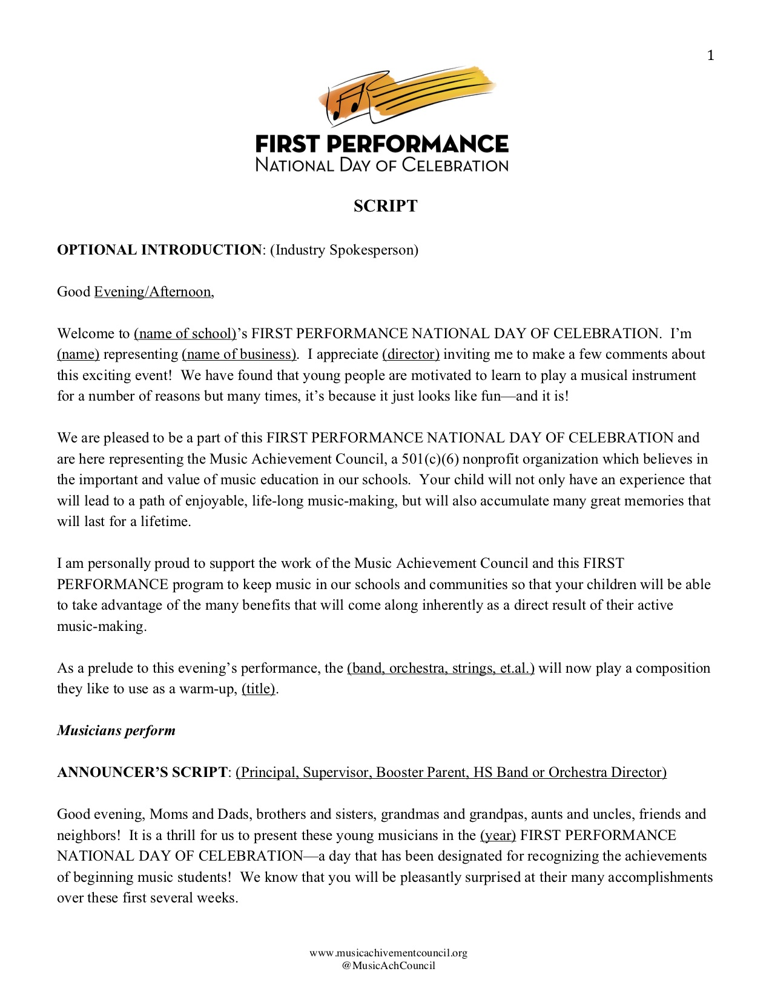 1
FIRST PERFORMANCE
NATIONAL DAY OF CELEBRATION
SCRIPT
OPTIONAL INTRODUCTION: (Industry Spokesperson)
Good Evening/Afternoon,
Welcome to (name of school)’s FIRST PERFORMANCE NATIONAL DAY OF CELEBRATION.  I’m
(name) representing (name of business).  I appreciate (director) inviting me to make a few comments about
this exciting event!  We have found that young people are motivated to learn to play a musical instrument
for a number of reasons but many times, it’s because it just looks like fun—and it is!
We are pleased to be a part of this FIRST PERFORMANCE NATIONAL DAY OF CELEBRATION and
are here representing the Music Achievement Council, a 501(c)(6) nonprofit organization which believes in
the important and value of music education in our schools.  Your child will not only have an experience that
will lead to a path of enjoyable, life-long music-making, but will also accumulate many great memories that
will last for a lifetime.
I am personally proud to support the work of the Music Achievement Council and this FIRST
PERFORMANCE program to keep music in our schools and communities so that your children will be able
to take advantage of the many benefits that will come along inherently as a direct result of their active
music-making.
As a prelude to this evening’s performance, the (band, orchestra, strings, et.al.) will now play a composition
they like to use as a warm-up, (title).
Musicians perform
ANNOUNCER’S SCRIPT: (Principal, Supervisor, Booster Parent, HS Band or Orchestra Director)
Good evening, Moms and Dads, brothers and sisters, grandmas and grandpas, aunts and uncles, friends and
neighbors!  It is a thrill for us to present these young musicians in the (year) FIRST PERFORMANCE
NATIONAL DAY OF CELEBRATION—a day that has been designated for recognizing the achievements
of beginning music students!  We know that you will be pleasantly surprised at their many accomplishments
over these first several weeks.
www.musicachivementcouncil.org
@MusicAchCouncil